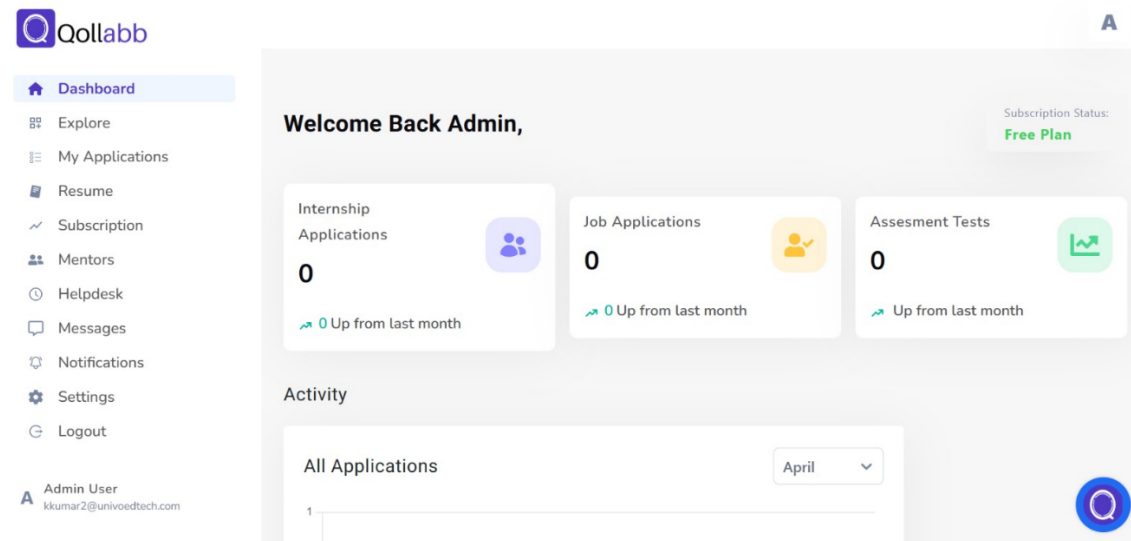 Qollabb
A
Dashboard
Explore
My Applications
Resume
Subscription
Mentors
Helpdesk
Messages
Notifications
Settings
Logout
A
Admin User
kkumar2@univoedtech.com
Welcome Back Admin,
Subscription Status:
Free Plan
Internship
Applications
0
0 Up from last month
Job Applications
0
0 Up from last month
Assesment Tests
0
Up from last month
Activity
All Applications
April
1